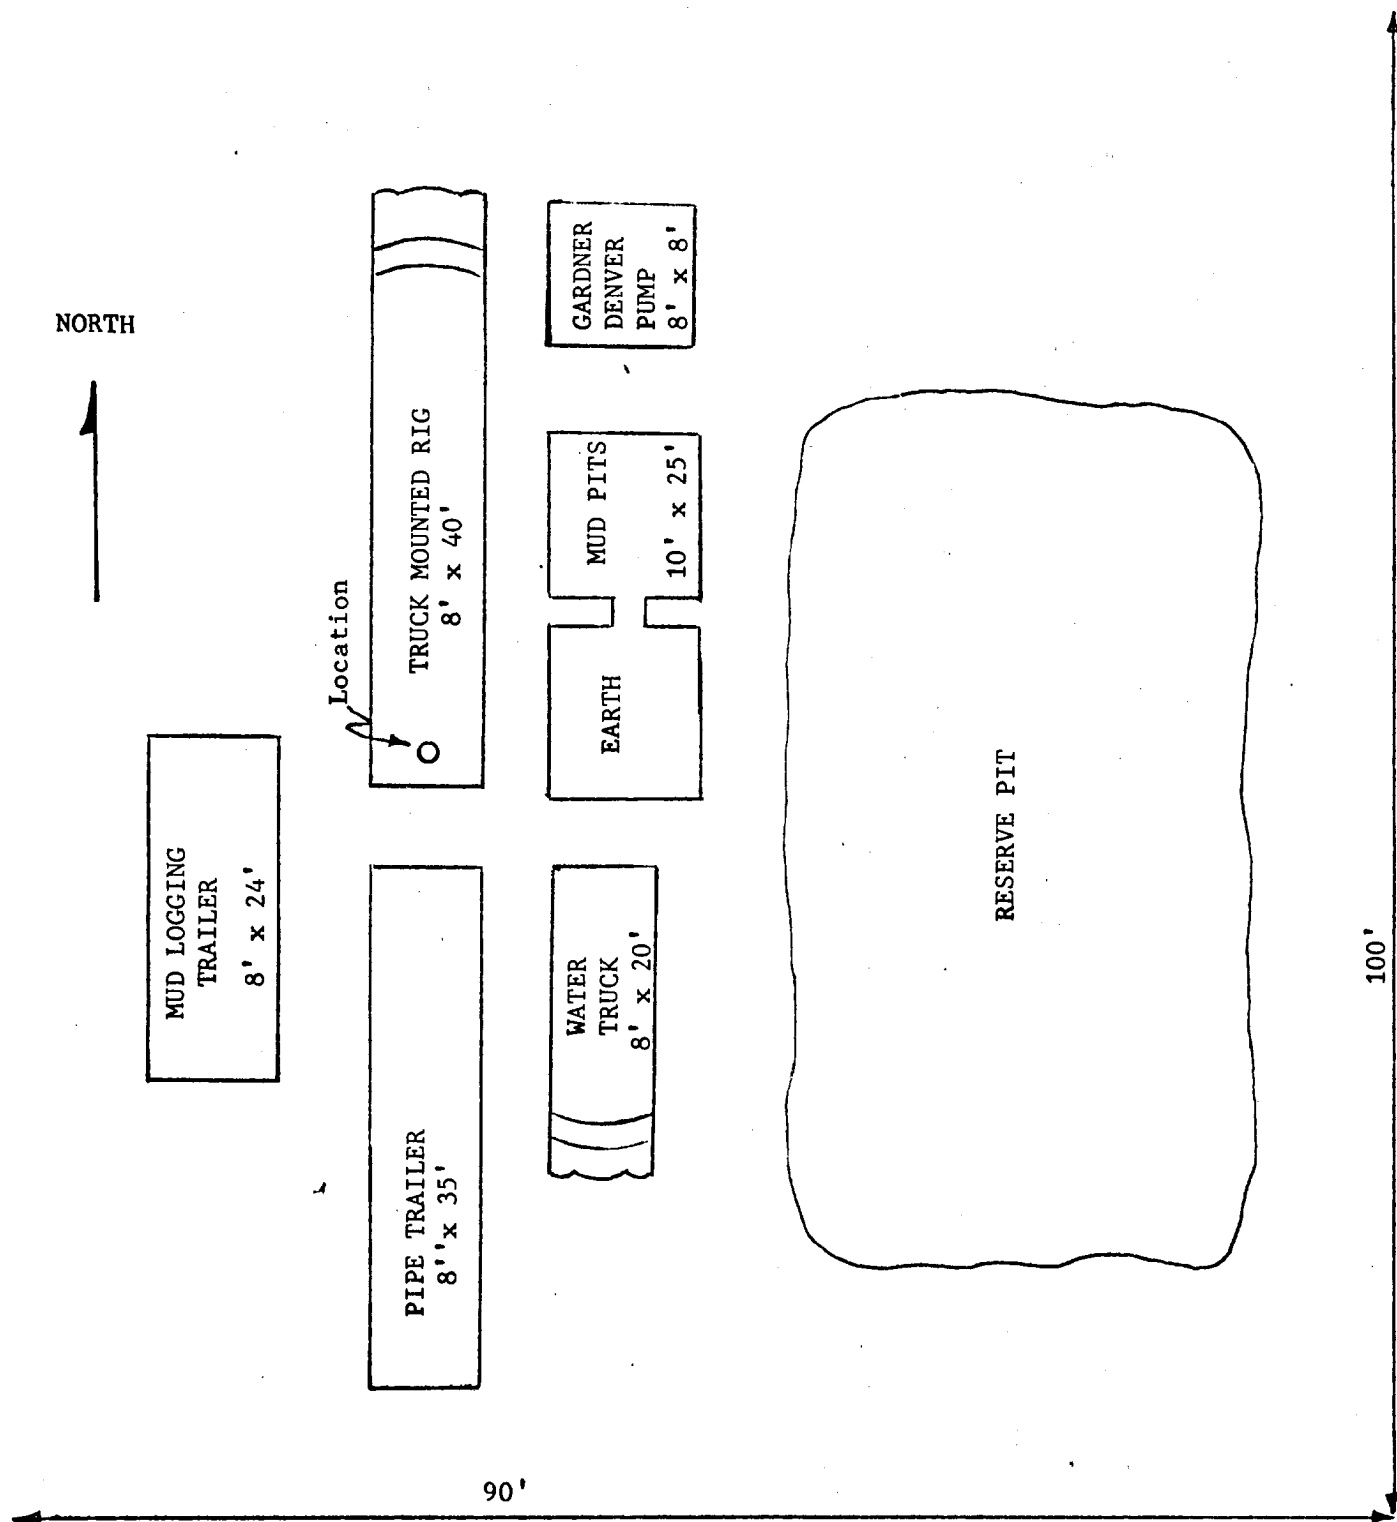 NORTH
GARDNER
DENVER
PUMP
8' x 8'
TRUCK MOUNTED RIG
8' x 40'
MUD PITS
10' x 25'
Location
EARTH
MUD LOGGING
TRAILER
8' x 24'
WATER
TRUCK
8' x 20'
RESERVE PIT
PIPE TRAILER
8''x 35'
100'
90'